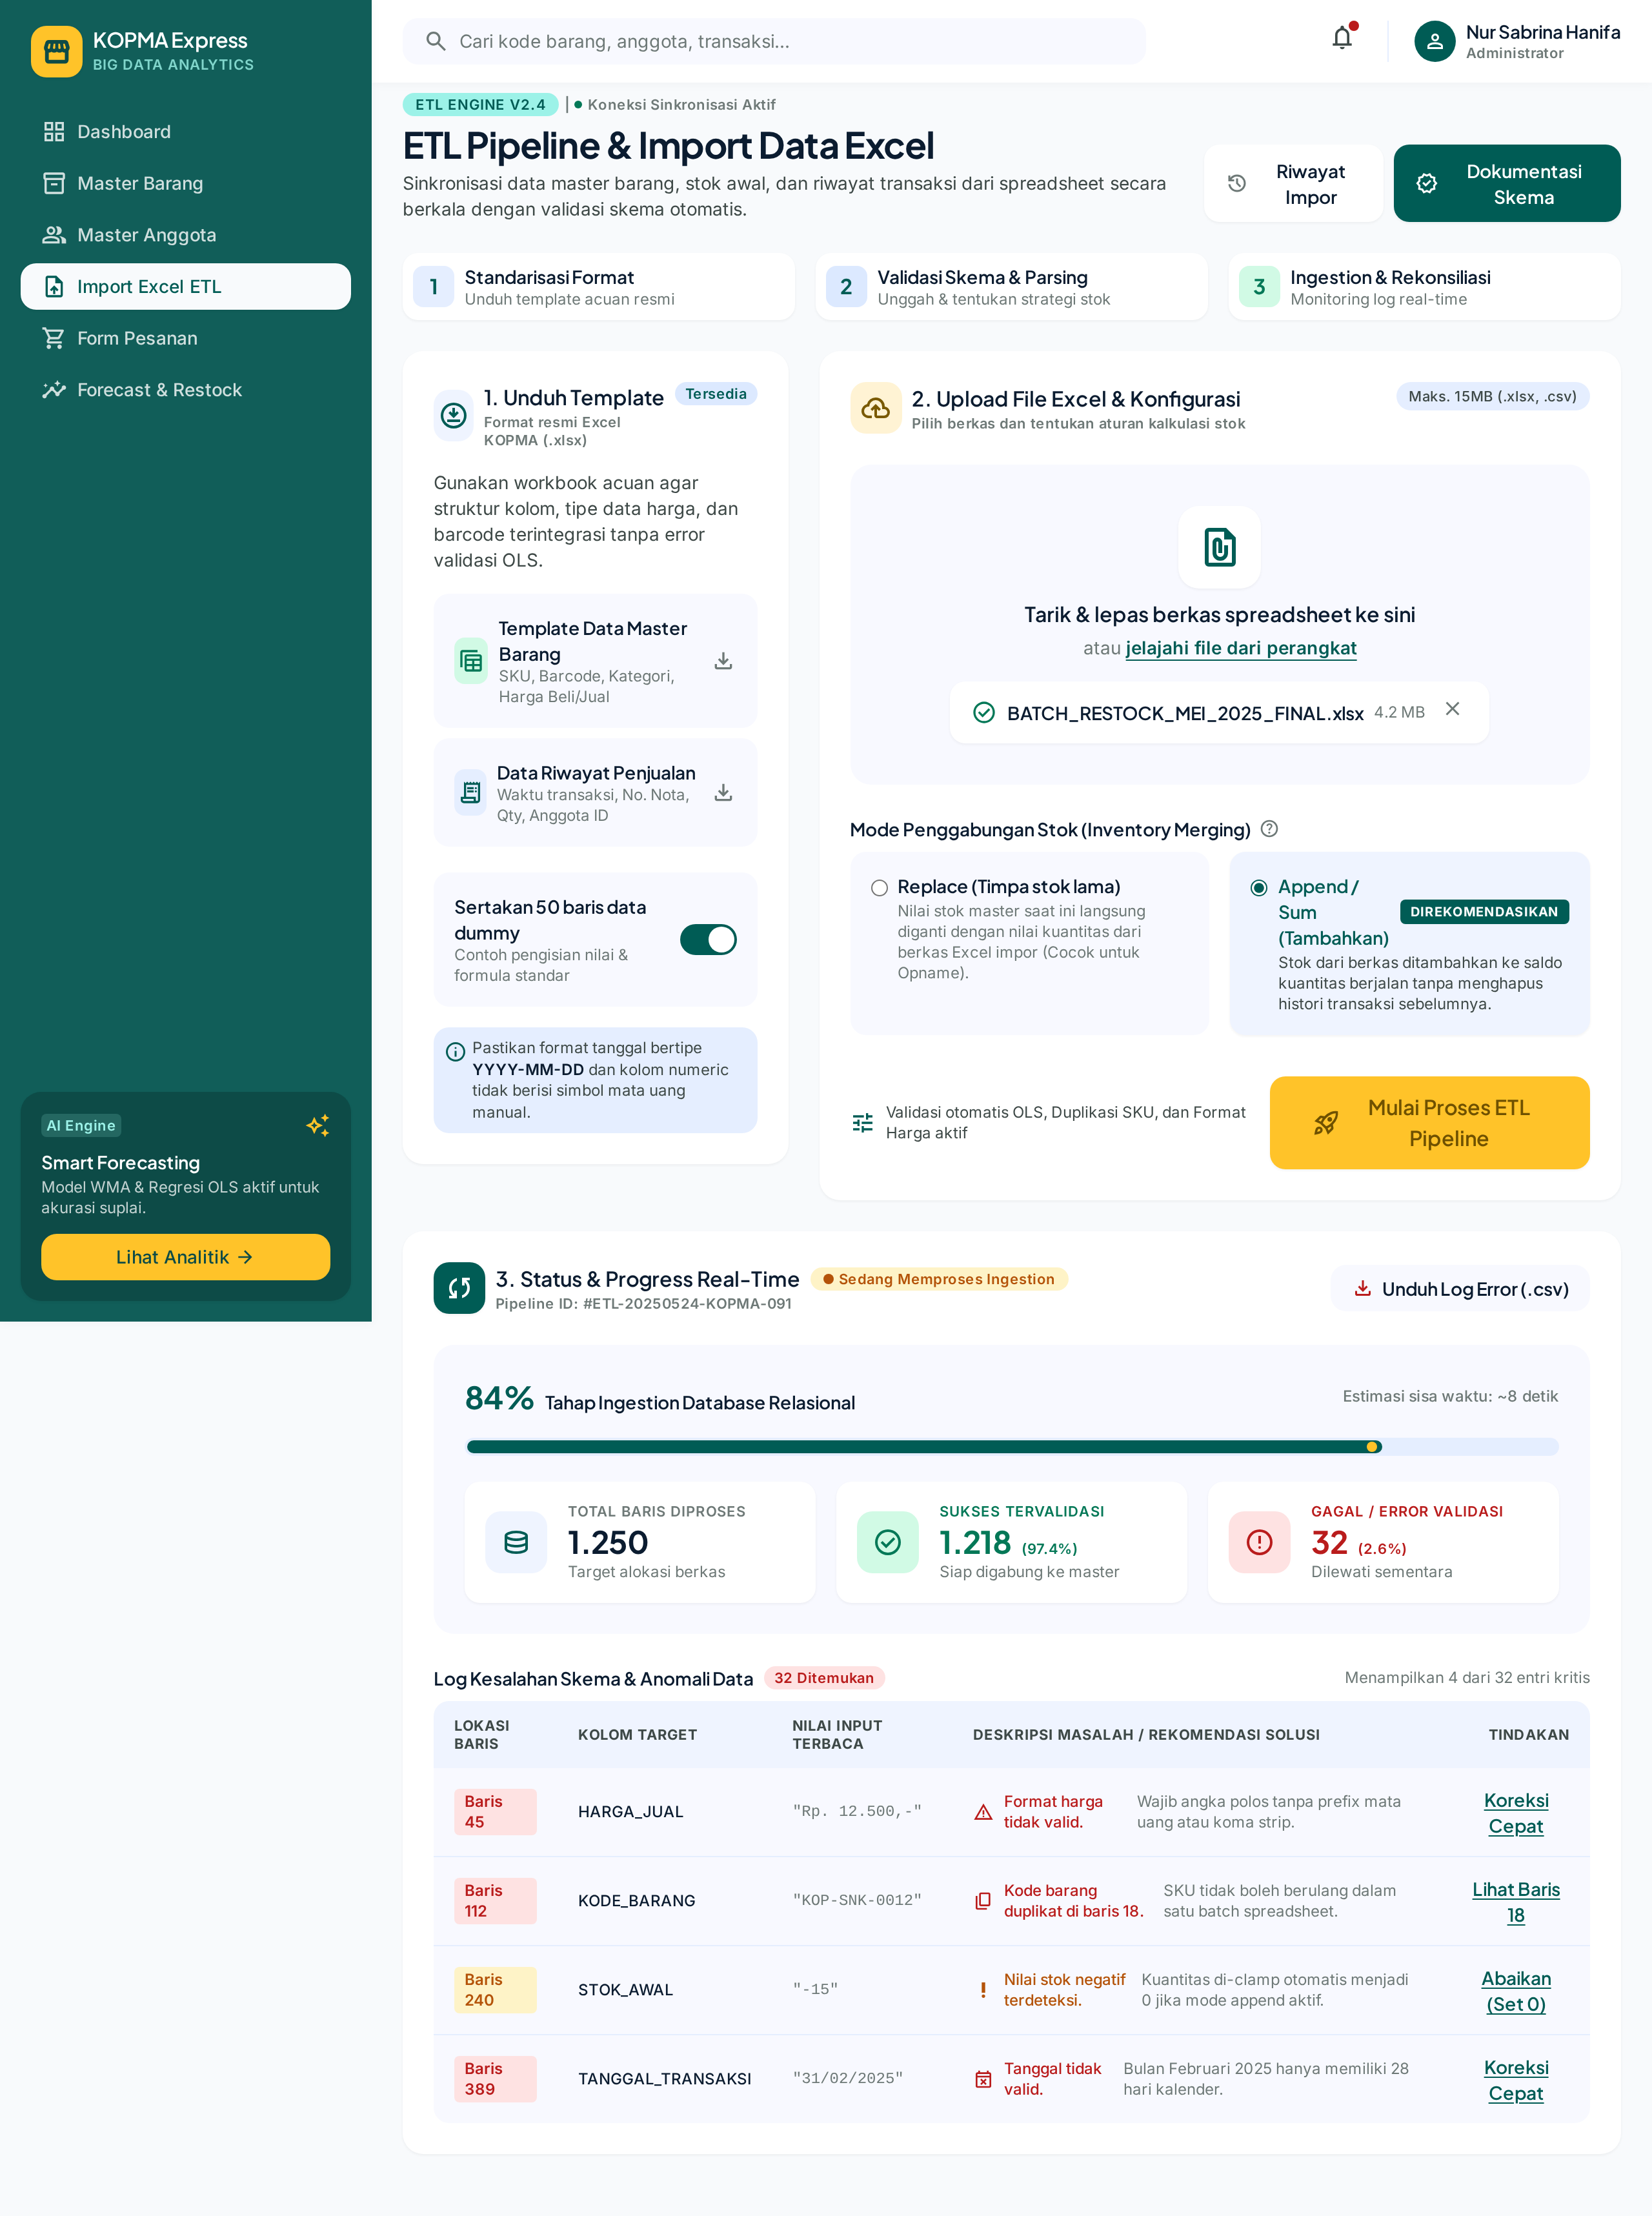 KOPMA Express
BIG DATA ANALYTICS
Dashboard
Master Barang
Master Anggota
Import Excel ETL
Form Pesanan
Forecast & Restock
AI Engine
Smart Forecasting
Model WMA & Regresi OLS aktif untuk
akurasi suplai.
Lihat Analitik
Cari kode barang, anggota, transaksi...
Nur Sabrina Hanifa
Administrator
ETL ENGINE V2.4 | Koneksi Sinkronisasi Aktif
ETL Pipeline & Import Data Excel
Sinkronisasi data master barang, stok awal, dan riwayat transaksi dari spreadsheet secara
berkala dengan validasi skema otomatis.
Riwayat
Impor
Dokumentasi
Skema
1
Standarisasi Format
Unduh template acuan resmi
2
Validasi Skema & Parsing
Unggah & tentukan strategi stok
3
Ingestion & Rekonsiliasi
Monitoring log real-time
1. Unduh Template
Tersedia
Format resmi Excel
KOPMA (.xlsx)
Gunakan workbook acuan agar
struktur kolom, tipe data harga, dan
barcode terintegrasi tanpa error
validasi OLS.
Template Data Master
Barang
SKU, Barcode, Kategori,
Harga Beli/Jual
Data Riwayat Penjualan
Waktu transaksi, No. Nota,
Qty, Anggota ID
Sertakan 50 baris data
dummy
Contoh pengisian nilai &
formula standar
Pastikan format tanggal bertipe
YYYY-MM-DD dan kolom numeric
tidak berisi simbol mata uang
manual.
2. Upload File Excel & Konfigurasi
Pilih berkas dan tentukan aturan kalkulasi stok
Maks. 15MB (.xlsx, .csv)
Tarik & lepas berkas spreadsheet ke sini
atau jelajahi file dari perangkat
BATCH_RESTOCK_MEI_2025_FINAL.xlsx 4.2 MB
Mode Penggabungan Stok (Inventory Merging)
Replace (Timpa stok lama)
Nilai stok master saat ini langsung
diganti dengan nilai kuantitas dari
berkas Excel impor (Cocok untuk
Opname).
Append /
Sum
(Tambahkan)
DIREKOMENDASIKAN
Stok dari berkas ditambahkan ke saldo
kuantitas berjalan tanpa menghapus
histori transaksi sebelumnya.
Validasi otomatis OLS, Duplikasi SKU, dan Format
Harga aktif
Mulai Proses ETL
Pipeline
3. Status & Progress Real-Time
Sedang Memproses Ingestion
Pipeline ID: #ETL-20250524-KOPMA-091
Unduh Log Error (.csv)
84% Tahap Ingestion Database Relasional
Estimasi sisa waktu: ~8 detik
TOTAL BARIS DIPROSES
1.250
Target alokasi berkas
SUKSES TERVALIDASI
1.218 (97.4%)
Siap digabung ke master
GAGAL / ERROR VALIDASI
32 (2.6%)
Dilewati sementara
Log Kesalahan Skema & Anomali Data
32 Ditemukan
Menampilkan 4 dari 32 entri kritis
LOKASI
BARIS
KOLOM TARGET
NILAI INPUT
TERBACA
DESKRIPSI MASALAH / REKOMENDASI SOLUSI
TINDAKAN
Baris
45
HARGA_JUAL
"Rp. 12.500,-"
Format harga
tidak valid.
Wajib angka polos tanpa prefix mata
uang atau koma strip.
Koreksi
Cepat
Baris
112
KODE_BARANG
"KOP-SNK-0012"
Kode barang
duplikat di baris 18.
SKU tidak boleh berulang dalam
satu batch spreadsheet.
Lihat Baris
18
Baris
240
STOK_AWAL
"-15"
Nilai stok negatif
terdeteksi.
Kuantitas di-clamp otomatis menjadi
0 jika mode append aktif.
Abaikan
(Set 0)
Baris
389
TANGGAL_TRANSAKSI
"31/02/2025"
Tanggal tidak
valid.
Bulan Februari 2025 hanya memiliki 28
hari kalender.
Koreksi
Cepat